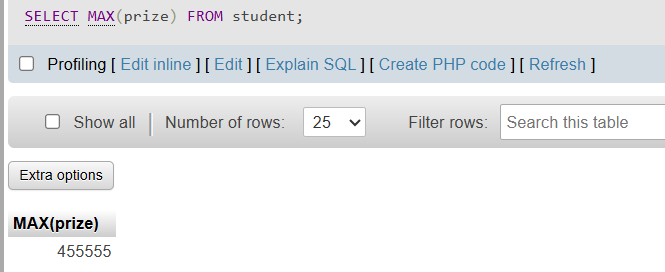 SELECT MAX(prize) FROM student;
Profiling [ Edit inline ] [ Edit ] [ Explain SQL ] [ Create PHP code ] [ Refresh ]
Show all Number of rows: 25 Filter rows: Search this table
Extra options
MAX(prize)
455555